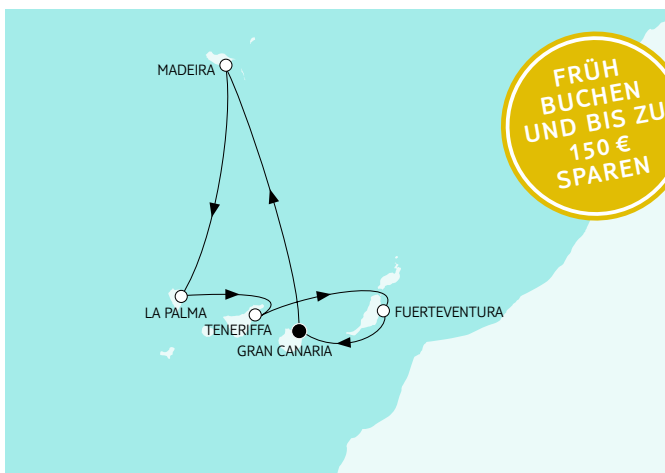 MADEIRA
FRÜH
BUCHEN
UND BIS ZU
150 €
SPAREN
LA PALMA
TENERIFFA
FUERTEVENTURA
GRAN CANARIA